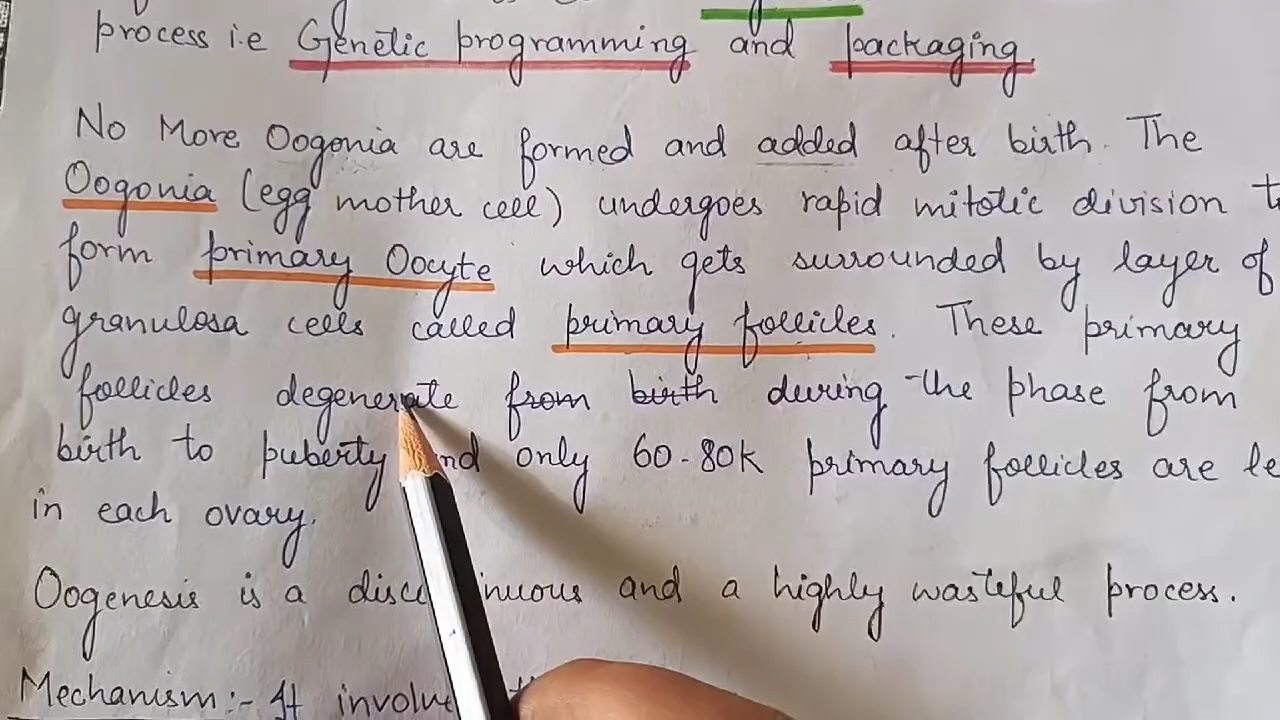 process i.e Genetic programming and packaging.
No More Oogonia are formed and added after birth. The
Oogonia (egg mother cell) undergoes rapid mitotic division
form primary Oocyte which gets surrounded by layer of
granulosa cells called primary follicles. These primary
follicles degenerate from birth during the phase from
birth to puberty and only 60-80k primary follicles are
in each ovary.
Oogenesis is a discontinuous and a highly wasteful process.
Mechanism:- It